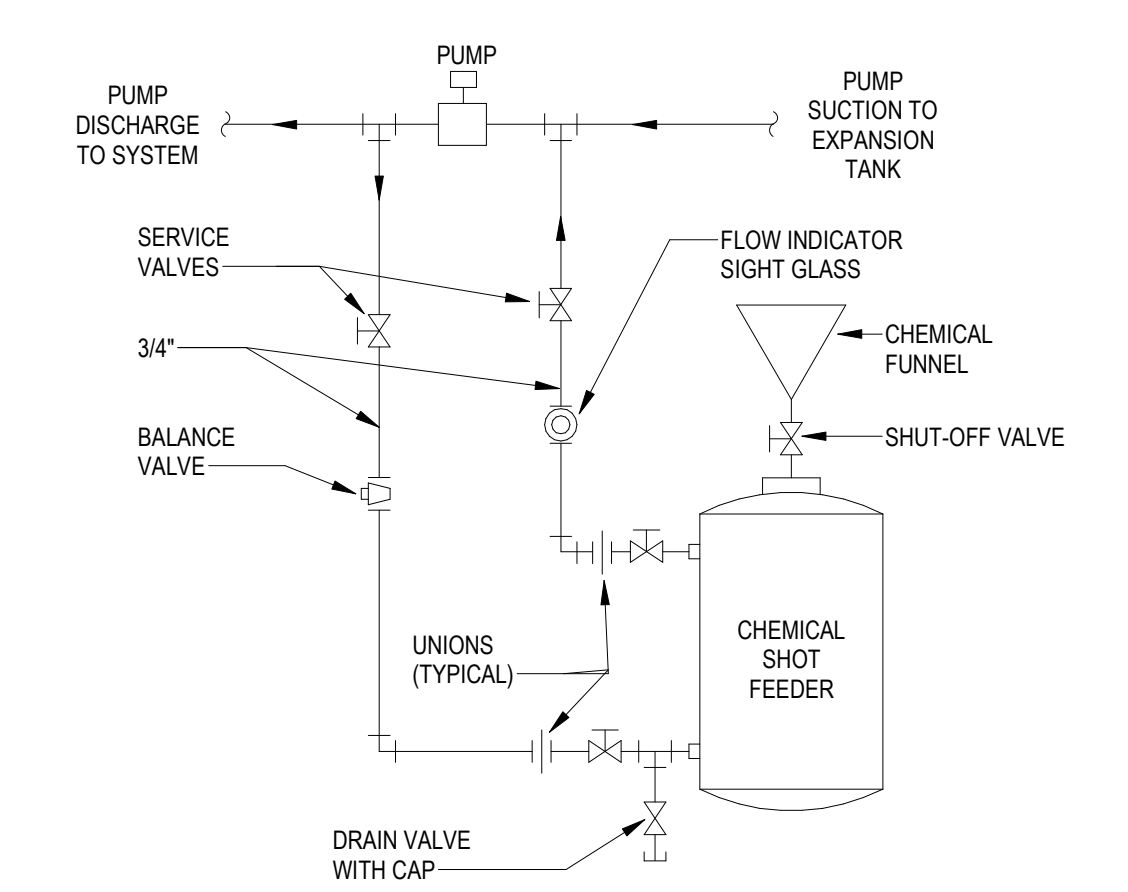 PUMP
PUMP
DISCHARGE
TO SYSTEM
PUMP
SUCTION TO
EXPANSION
TANK
SERVICE
VALVES
FLOW INDICATOR
SIGHT GLASS
3/4"
CHEMICAL
FUNNEL
BALANCE
VALVE
SHUT-OFF VALVE
UNIONS
(TYPICAL)
CHEMICAL
SHOT
FEEDER
DRAIN VALVE
WITH CAP